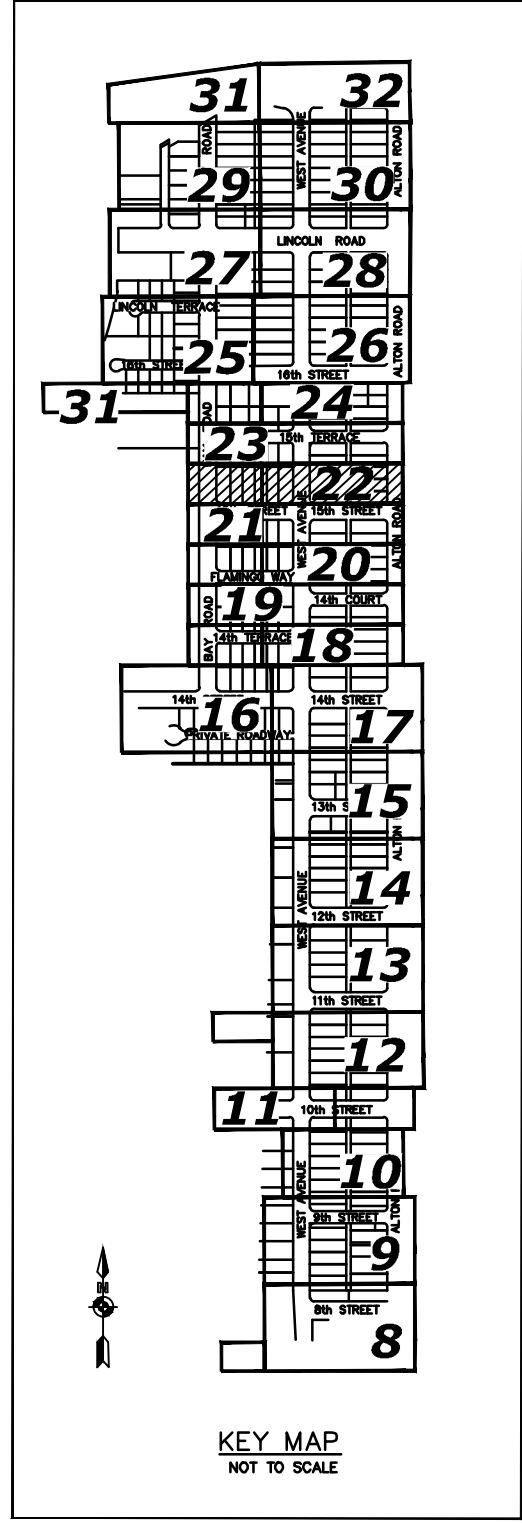 31
32
ROAD
WEST AVENUE
ALTON ROAD
29
30
LINCOLN ROAD
27
28
LINCOLN TERRACE
ALTON ROAD
16th STREE
25
26
16th STREET
31
24
OAD
23
15th TERRACE
22
REET
WEST AVENUE
15th STREET
ALTON ROAD
21
20
FLAMINGO WAY
19
14th COURT
BAY ROAD
14th TERRACE
18
14th
16
14th STREET
17
PRIVATE ROADWAY
15
13th S
ALTON
14
WEST AVENUE
12th STREET
13
11th STREET
12
11
10th STREET
10
WEST AVENUE
ALTON
9th STREET
9
N
8th STREET
8
KEY MAP
NOT TO SCALE